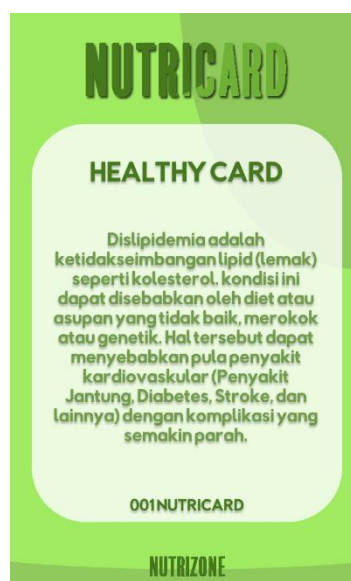 NUTRICARD
HEALTHY CARD
Dislipidemia adalah
ketidakseimbangan lipid (lemak)
seperti kolesterol. kondisi ini
dapat disebabkan oleh diet atau
asupan yang tidak baik, merokok
atau genetik. Hal tersebut dapat
menyebabkan pula penyakit
kardiovaskular (Penyakit
Jantung, Diabetes, Stroke, dan
lainnya) dengan komplikasi yang
semakin parah.
001NUTRICARD
NUTRIZONE